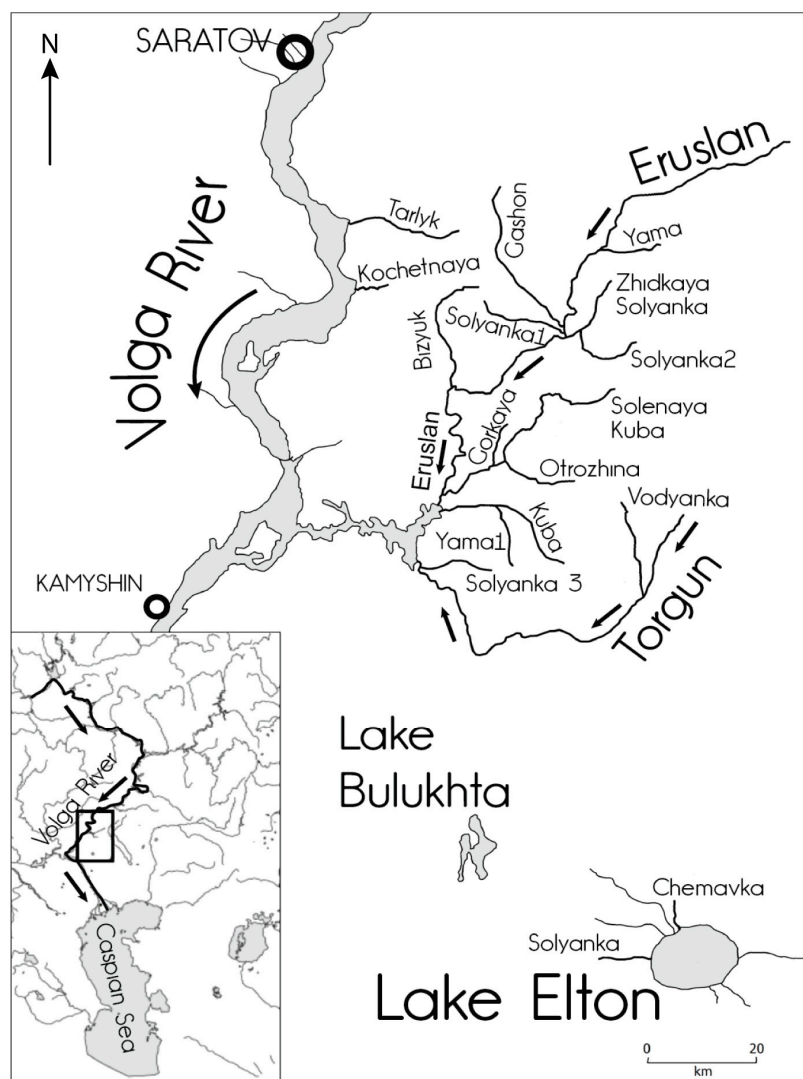 SARATOV
N
Eruslan
Tarlyk
Gashon
Yama
Kochetnaya
Zhidkaya
Solyanka
Volga River
Bizyuk
Solyanka1
Solyanka2
Solenaya
Kuba
Eruslan
Gorkaya
Otrozhina
Vodyanka
Kuba
Yama1
KAMYSHIN
Solyanka 3
Torgun
Lake
Bulukhta
Volga River
Caspian Sea
Chernavka
Solyanka
Lake Elton
0 20
km